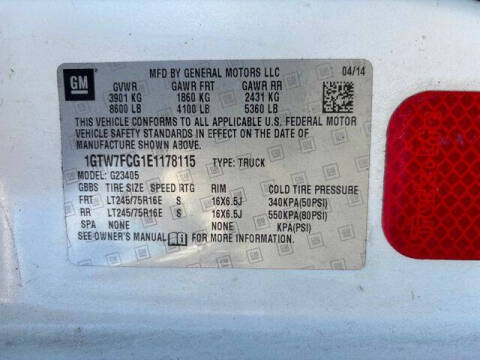 GM
MFD BY GENERAL MOTORS LLC 04/14
GVWR GAWR FRT GAWR RR
3901 KG 1860 KG 2431 KG
8600 LB 4100 LB 5360 LB
THIS VEHICLE CONFORMS TO ALL APPLICABLE U.S. FEDERAL MOTOR
VEHICLE SAFETY STANDARDS IN EFFECT ON THE DATE OF
MANUFACTURE SHOWN ABOVE.
1GTW7FCG1E1178115 TYPE: TRUCK
MODEL: G23405
GBBS TIRE SIZE SPEED RTG RIM COLD TIRE PRESSURE
FRT LT245/75R16E S 16X6.5J 340KPA(50PSI)
RR LT245/75R16E S 16X6.5J 550KPA(80PSI)
SPA NONE NONE KPA(PSI)
SEE OWNER'S MANUAL FOR MORE INFORMATION.